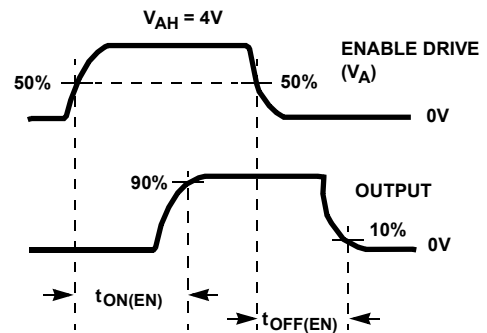 V_AH = 4V
ENABLE DRIVE
(V_A)
50%
50%
0V
90%
OUTPUT
10%
0V
t_ON(EN)
t_OFF(EN)